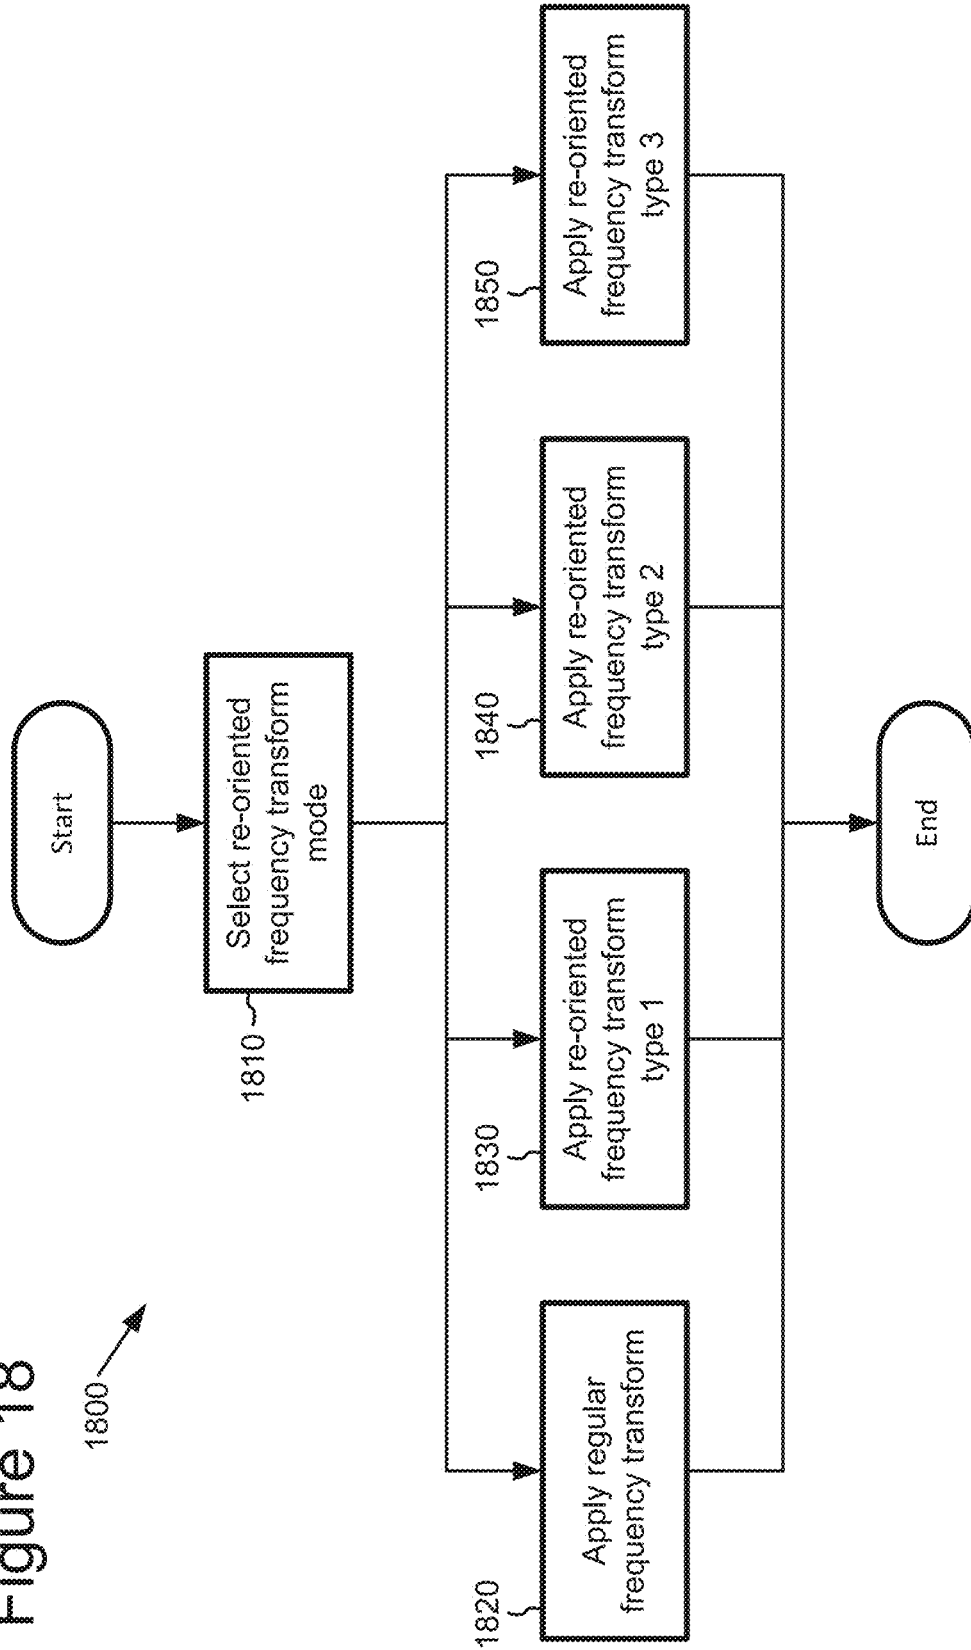 Figure 18
1800
Start
1810
Select re-oriented
frequency transform
mode
1820
Apply regular
frequency transform
1830
Apply re-oriented
frequency transform
type 1
1840
Apply re-oriented
frequency transform
type 2
1850
Apply re-oriented
frequency transform
type 3
End